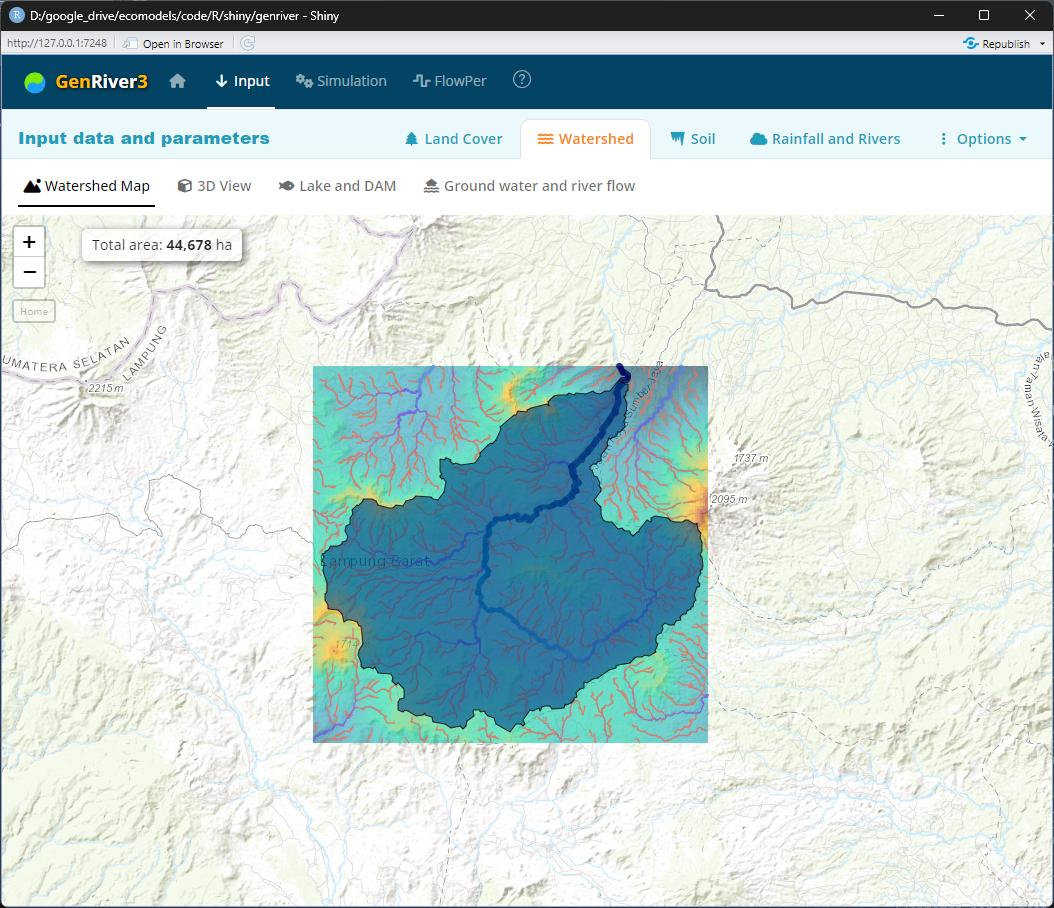 D:/google_drive/ecomodels/code/R/shiny/genriver - Shiny
http://127.0.0.1:7248 Open in Browser Republish
GenRiver3 Input Simulation FlowPer ?
Input data and parameters Land Cover Watershed Soil Rainfall and Rivers Options
Watershed Map 3D View Lake and DAM Ground water and river flow
+
Total area: 44,678 ha
−
Home
UMATERA SELATAN
LAMPUNG
2215 m
Sumber Jaya
Taman Wisata
1737 m
2095 m
Lampung Barat